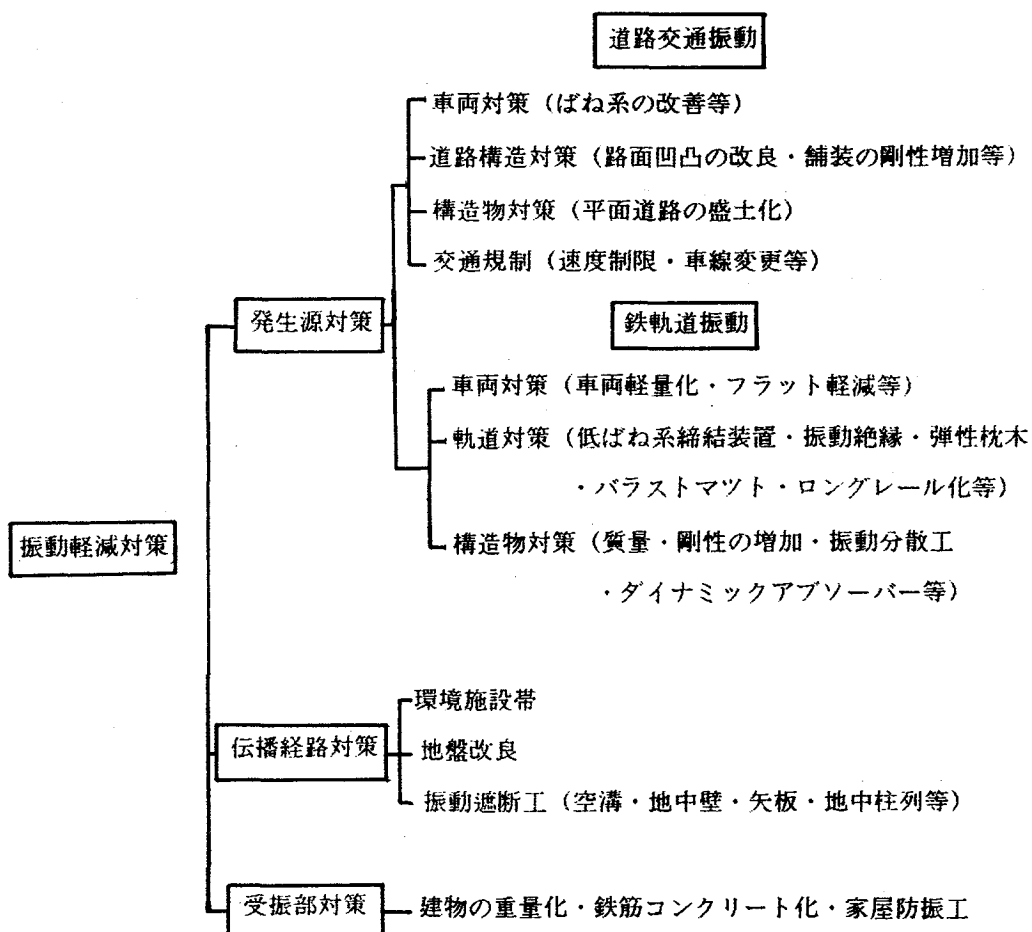 道路交通振動
車両対策（ばね系の改善等）
道路構造対策（路面凹凸の改良・舗装の剛性増加等）
構造物対策（平面道路の盛土化）
交通規制（速度制限・車線変更等）
発生源対策
鉄軌道振動
車両対策（車両軽量化・フラット軽減等）
軌道対策（低ばね系締結装置・振動絶縁・弾性枕木
・バラストマツト・ロングレール化等）
振動軽減対策
構造物対策（質量・剛性の増加・振動分散工
・ダイナミックアブソーバー等）
環境施設帯
伝播経路対策
地盤改良
振動遮断工（空溝・地中壁・矢板・地中柱列等）
受振部対策
建物の重量化・鉄筋コンクリート化・家屋防振工